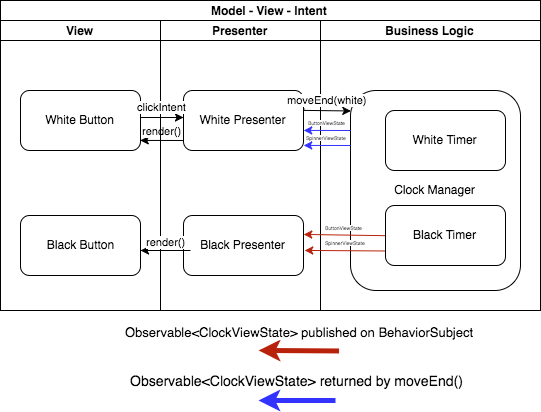 Model - View - Intent
View
Presenter
Business Logic
White Button
clickIntent
render()
White Presenter
moveEnd(white)
ButtonViewState
SpinnerViewState
White Timer
Clock Manager
Black Button
render()
Black Presenter
ButtonViewState
SpinnerViewState
Black Timer
Observable<ClockViewState> published on BehaviorSubject
Observable<ClockViewState> returned by moveEnd()